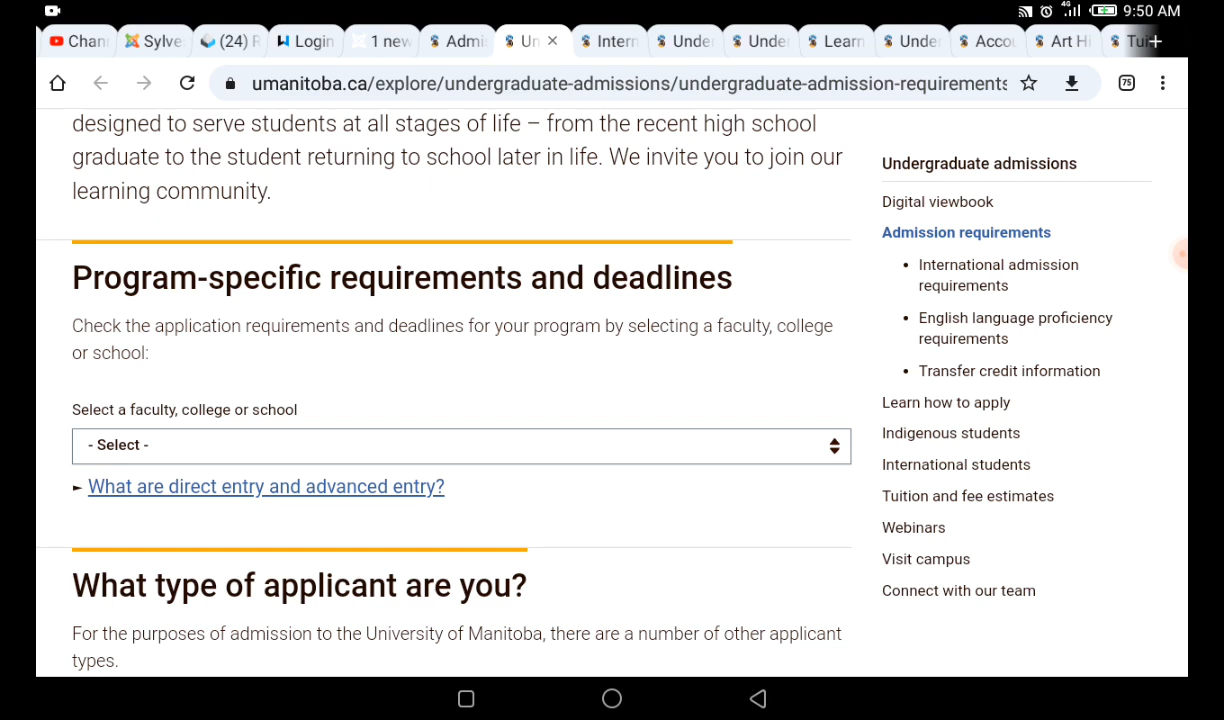 4G 9:50 AM
Chan Sylve (24) F Login 1 new Admi Un Intern Under Under Learn Under Accou Art Hi Tui
umanitoba.ca/explore/undergraduate-admissions/undergraduate-admission-requirements 75
designed to serve students at all stages of life – from the recent high school
graduate to the student returning to school later in life. We invite you to join our
learning community.
Program-specific requirements and deadlines
Check the application requirements and deadlines for your program by selecting a faculty, college
or school:
Select a faculty, college or school
- Select -
► What are direct entry and advanced entry?
What type of applicant are you?
For the purposes of admission to the University of Manitoba, there are a number of other applicant
types.
Undergraduate admissions
Digital viewbook
Admission requirements
• International admission
requirements
• English language proficiency
requirements
• Transfer credit information
Learn how to apply
Indigenous students
International students
Tuition and fee estimates
Webinars
Visit campus
Connect with our team